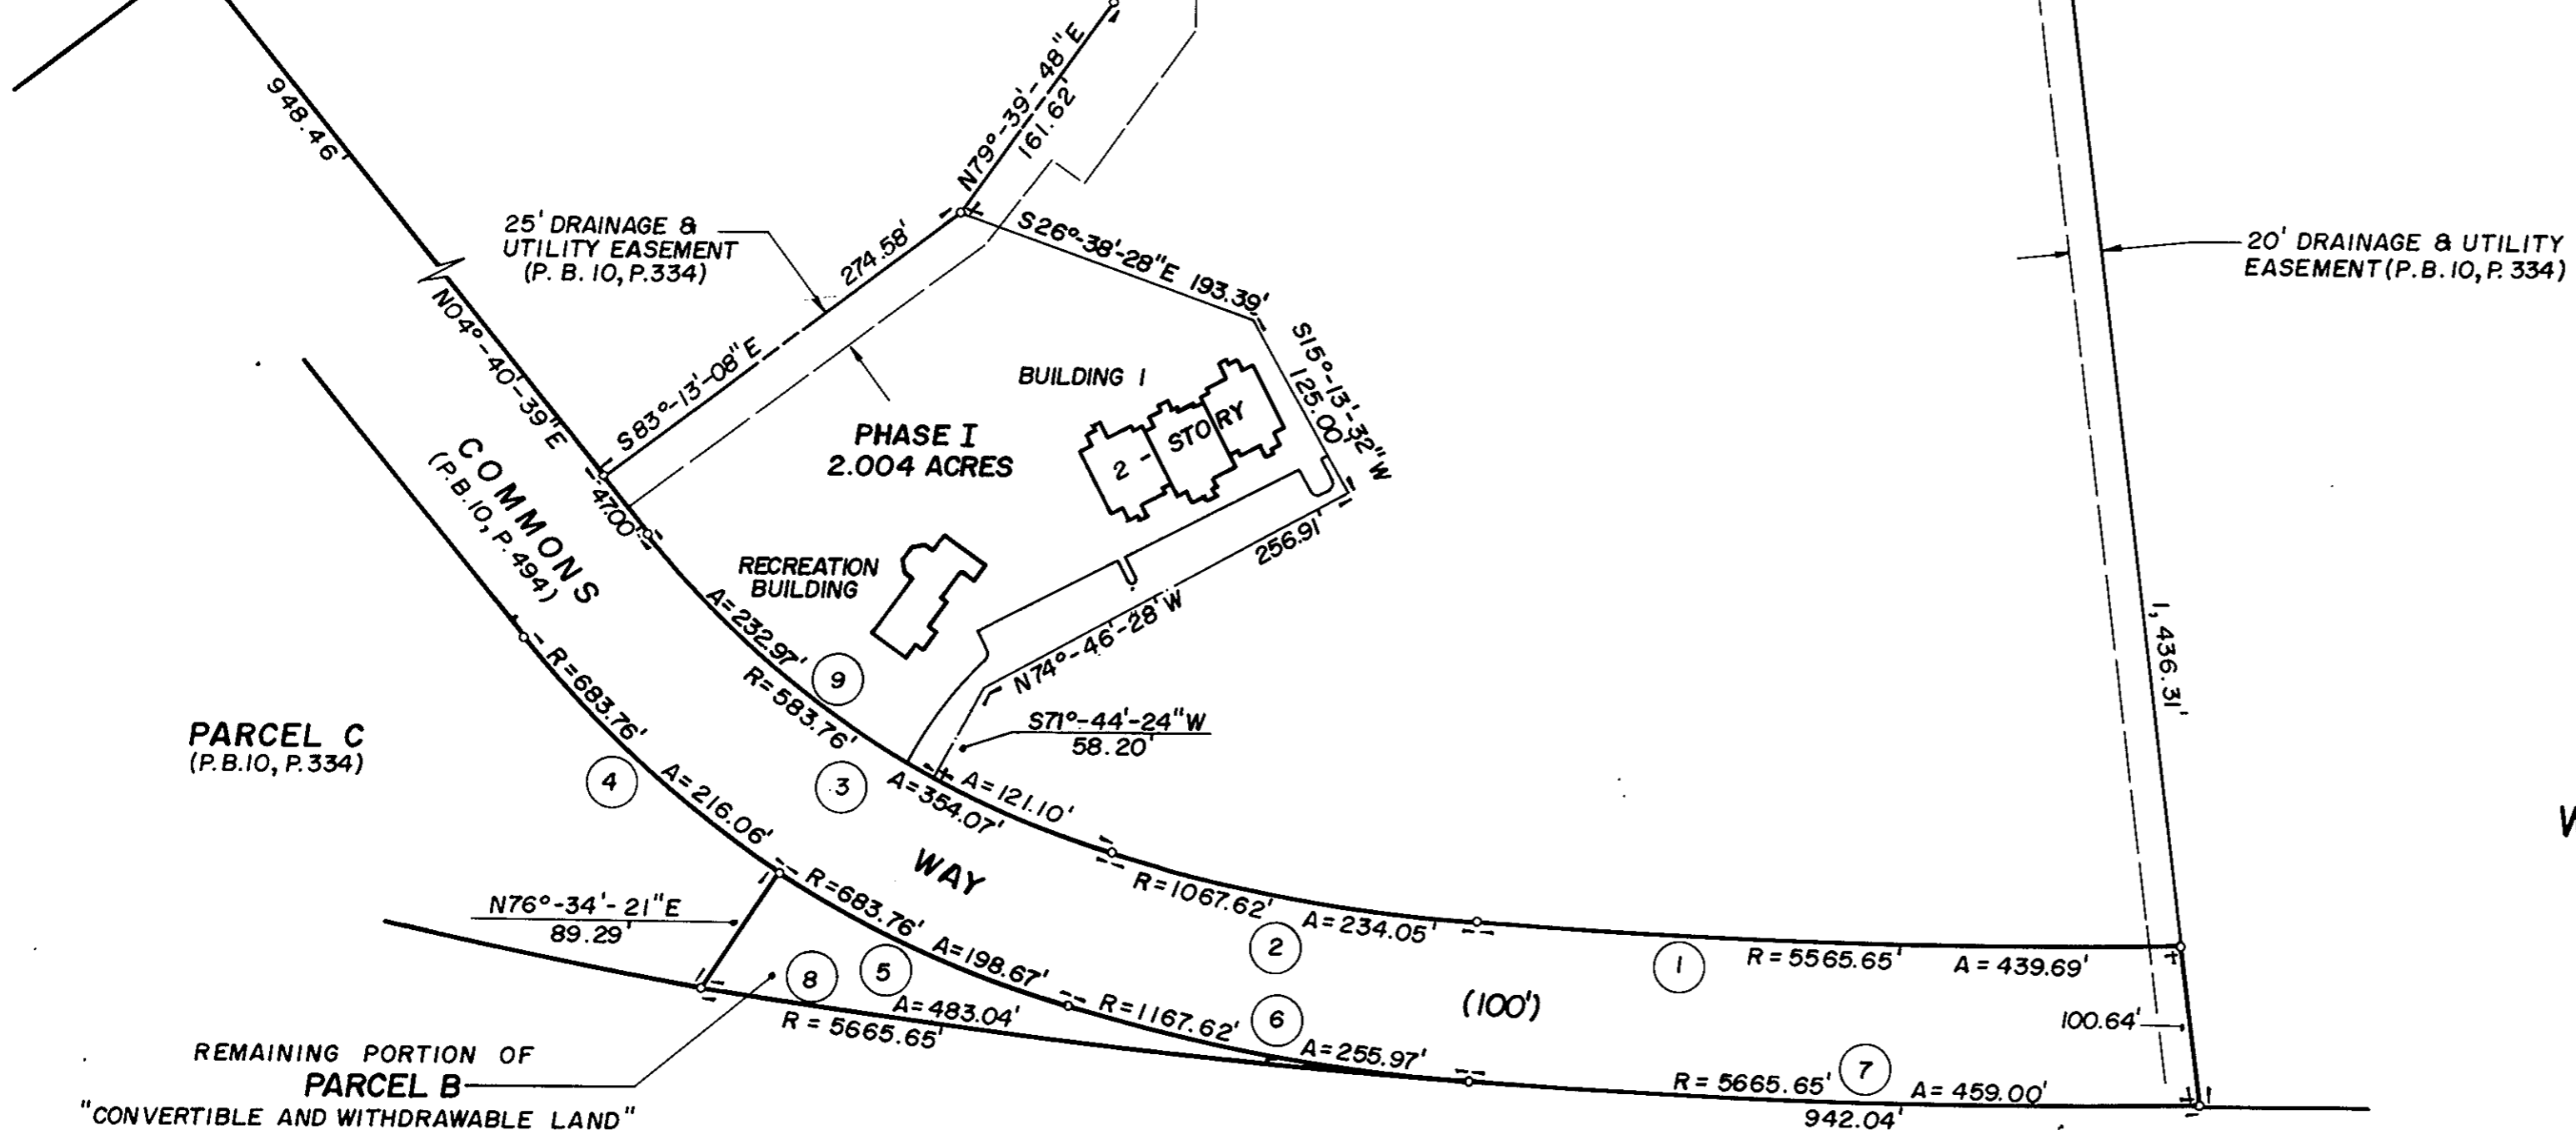 948.46'
N79°-39'-48"E
161.62'
25' DRAINAGE &
UTILITY EASEMENT
(P. B. 10, P.334)
274.58'
S26°-38'-28"E 193.39'
20' DRAINAGE & UTILITY
EASEMENT (P.B. 10, P. 334)
N04°-40'-39"E
S83°-13'-08"E
S15°-13'-32"W
125.00'
BUILDING 1
2 - STORY
PHASE I
2.004 ACRES
COMMONS
(P.B. 10, P. 494)
47.00'
256.91'
RECREATION
BUILDING
A=232.97'
R=583.76'
9
N74°-46'-28"W
1,436.31'
R=683.76'
S71°-44'-24"W
58.20'
PARCEL C
(P.B.10, P.334)
4
A=216.06'
3
A=354.07'
A=121.10'
WAY
R=1067.62'
A=234.05'
2
1
R=5565.65'
A=439.69'
N76°-34'-21"E
89.29'
R=683.76'
A=198.67'
5
8
A=483.04'
R = 5665.65'
R=1167.62'
6
A=255.97'
(100')
100.64'
R=5665.65'
7
A=459.00'
942.04'
REMAINING PORTION OF
PARCEL B
"CONVERTIBLE AND WITHDRAWABLE LAND"